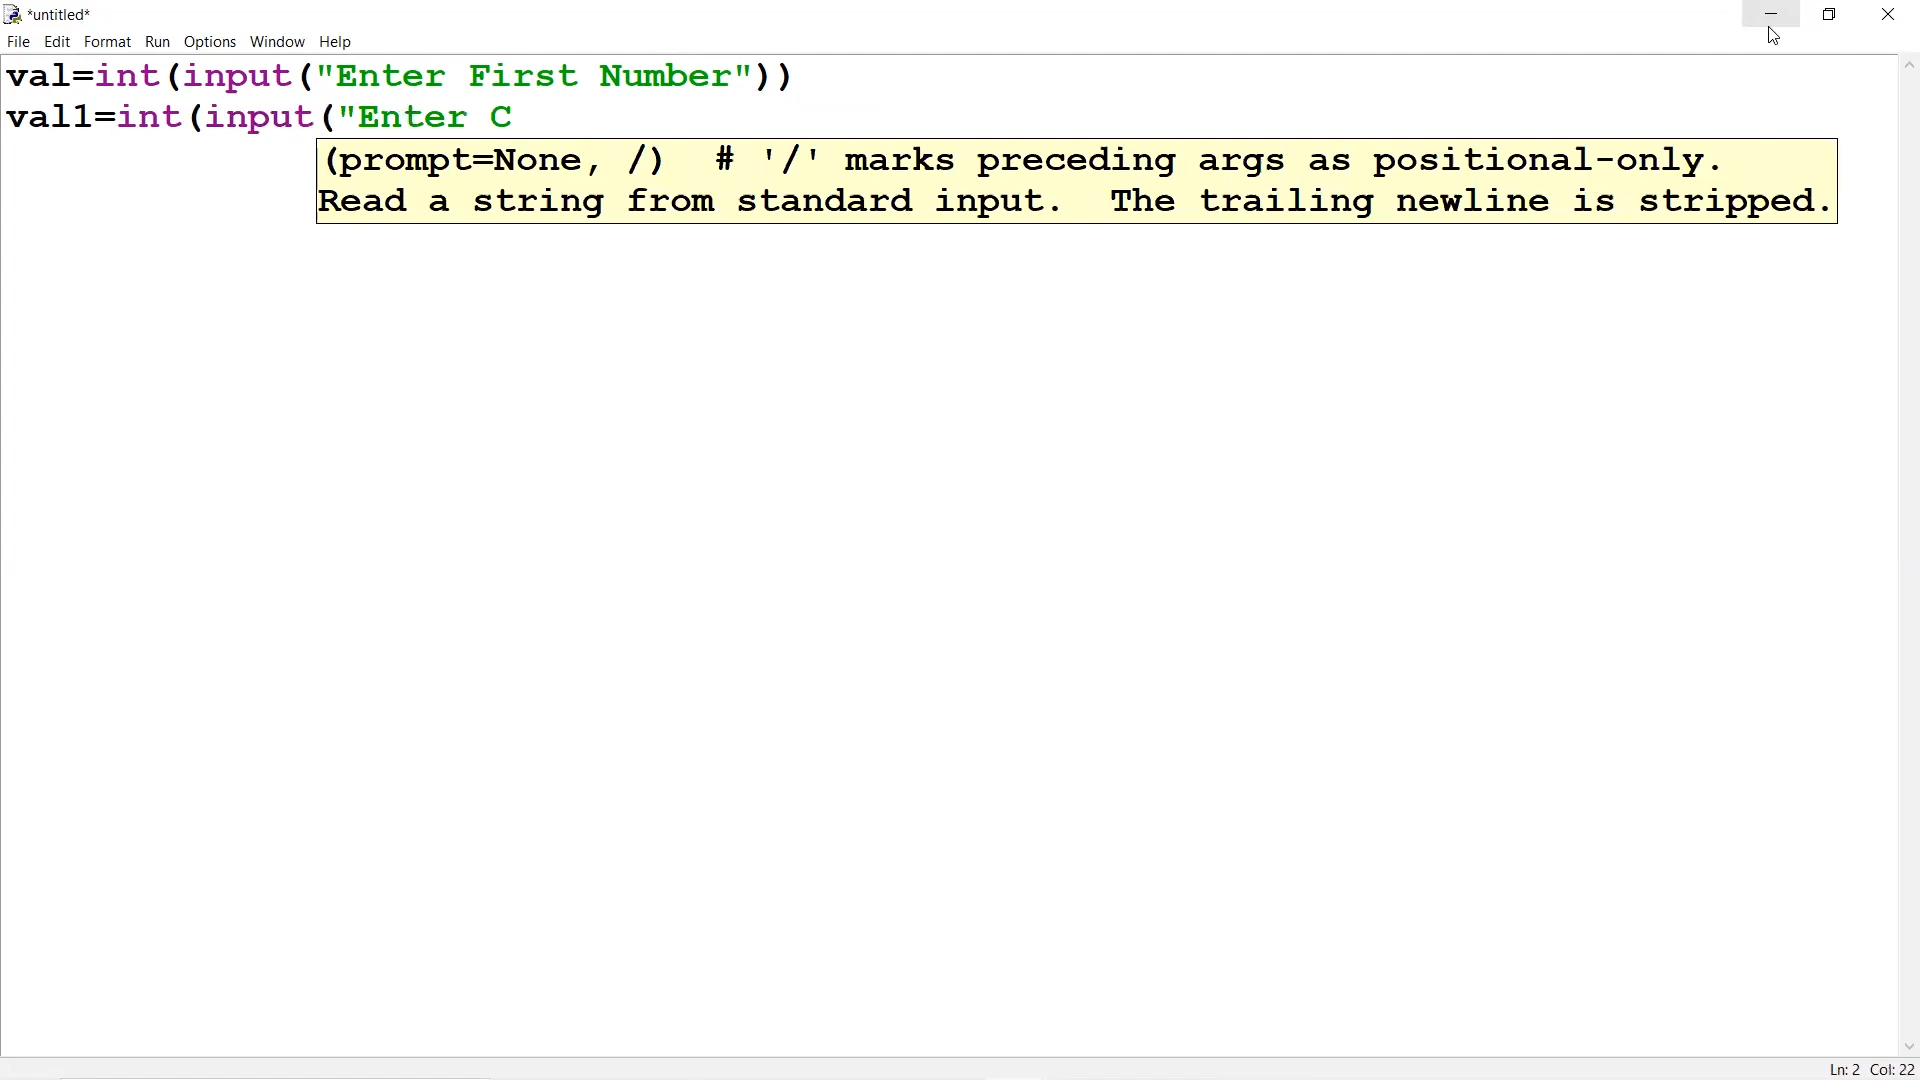 *untitled*
File Edit Format Run Options Window Help
val=int(input("Enter First Number"))
val1=int(input("Enter C
(prompt=None, /)  # '/' marks preceding args as positional-only.
Read a string from standard input.  The trailing newline is stripped.
Ln: 2 Col: 22